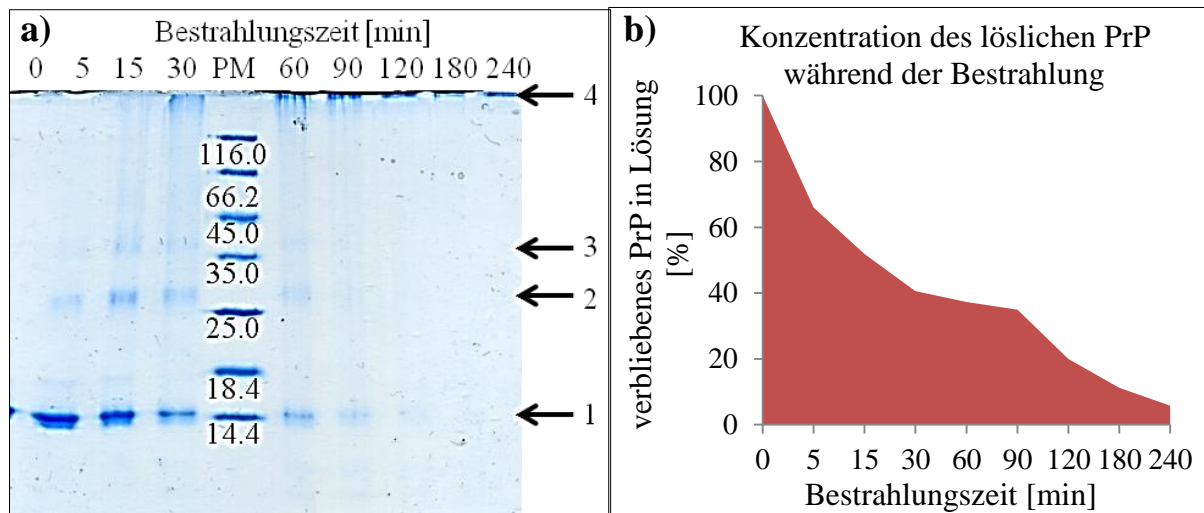 a)
Bestrahlungszeit [min]
0 5 15 30 PM 60 90 120 180 240
4
116.0
66.2
45.0
3
35.0
2
25.0
18.4
1
14.4
b)
Konzentration des löslichen PrP
während der Bestrahlung
verbliebenes PrP in Lösung
[%]
100
80
60
40
20
0
0 5 15 30 60 90 120 180 240
Bestrahlungszeit [min]